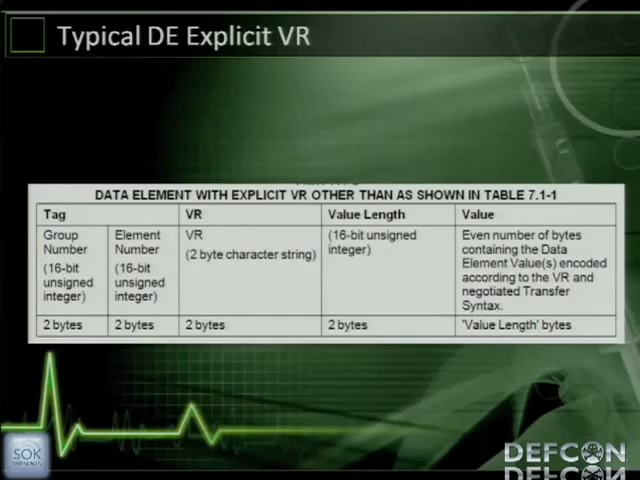 Typical DE Explicit VR
DATA ELEMENT WITH EXPLICIT VR OTHER THAN AS SHOWN IN TABLE 7.1-1
Tag VR Value Length Value
Group Number (16-bit unsigned integer)
Element Number (16-bit unsigned integer)
VR (2 byte character string)
(16-bit unsigned integer)
Even number of bytes
containing the Data
Element Value(s) encoded
according to the VR and
negotiated Transfer
Syntax.
2 bytes 2 bytes 2 bytes 2 bytes 'Value Length' bytes
SOK
DEFCON